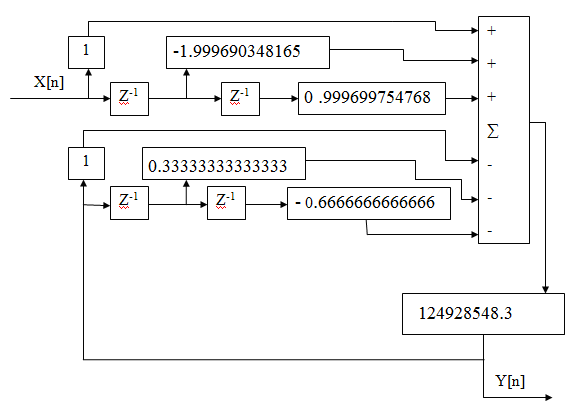 1
-1.999690348165
+
+
X[n]
Z-1
Z-1
0 .999699754768
+
∑
1
0.33333333333333
-
Z-1
Z-1
- 0.6666666666666
-
-
124928548.3
Y[n]